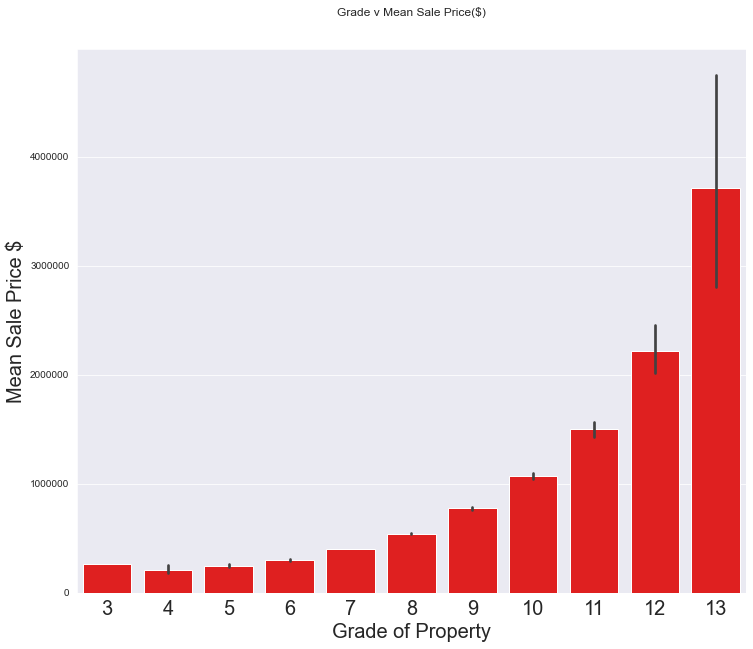 Grade v Mean Sale Price($)
Mean Sale Price $
4000000
3000000
2000000
1000000
0
3 4 5 6 7 8 9 10 11 12 13
Grade of Property